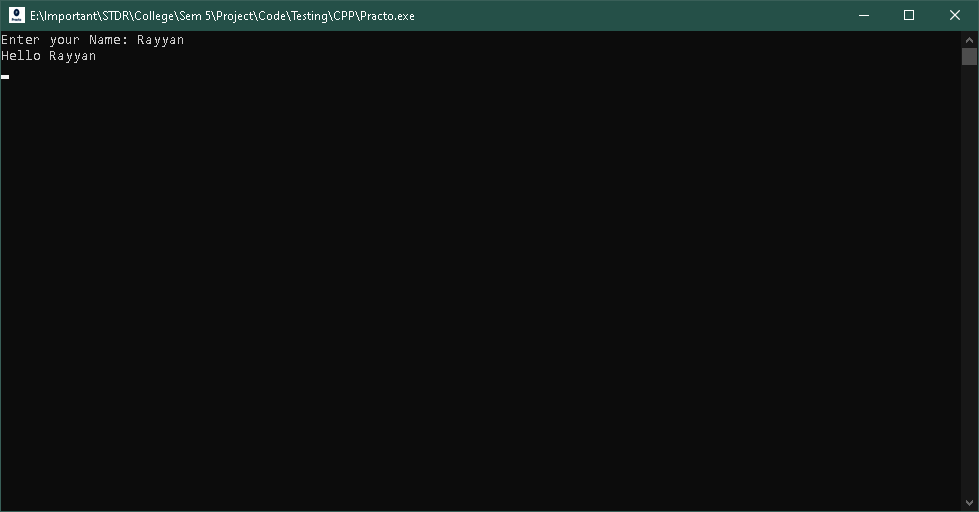 E:\Important\STDR\College\Sem 5\Project\Code\Testing\CPP\Practo.exe
Enter your Name: Rayyan
Hello Rayyan